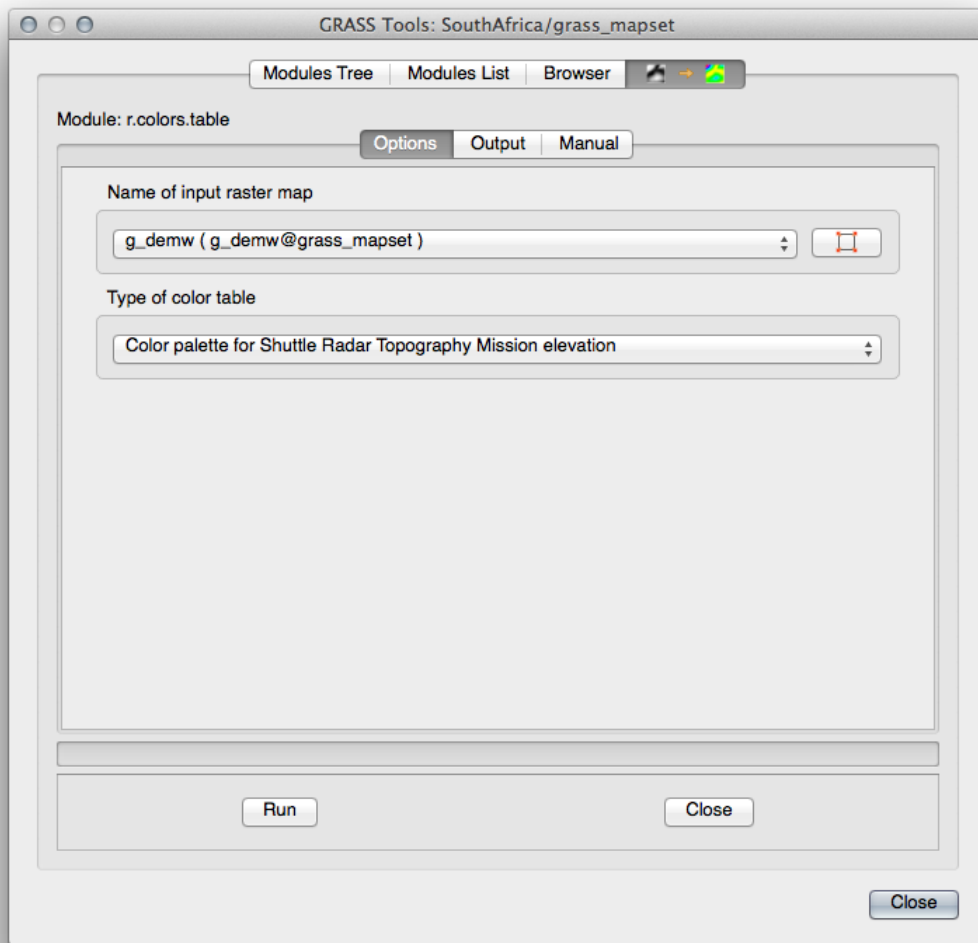 GRASS Tools: SouthAfrica/grass_mapset
Modules Tree Modules List Browser
Module: r.colors.table
Options Output Manual
Name of input raster map
g_demw ( g_demw@grass_mapset )
Type of color table
Color palette for Shuttle Radar Topography Mission elevation
Run Close
Close